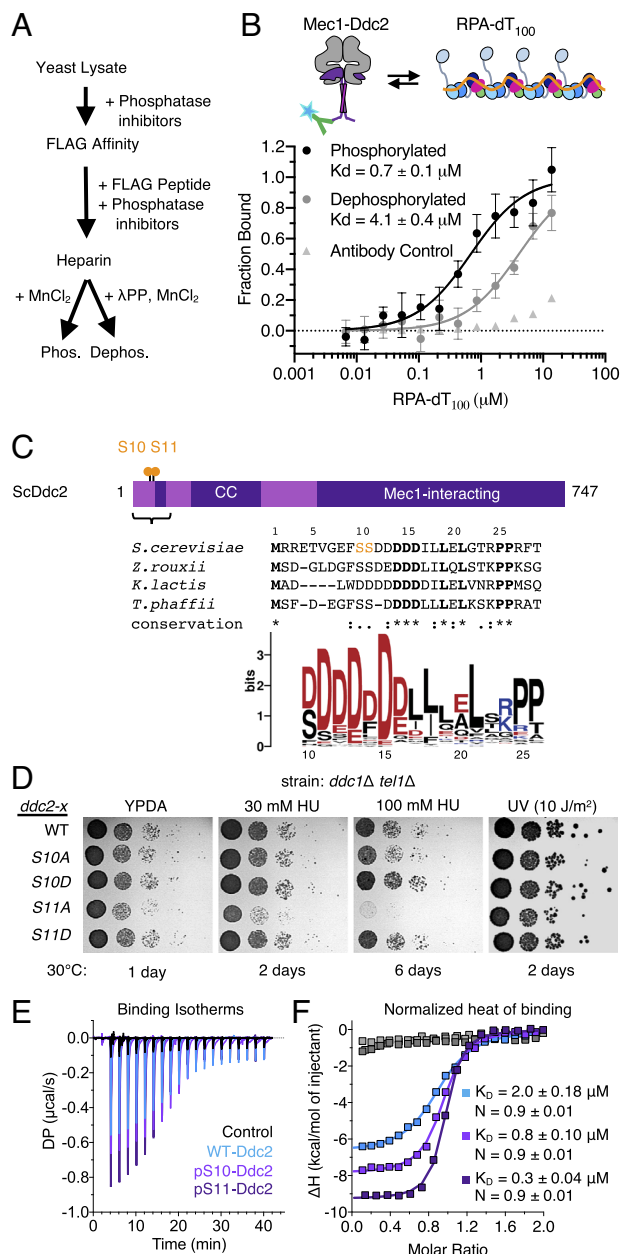 A
Yeast Lysate
+ Phosphatase
inhibitors
FLAG Affinity
+ FLAG Peptide
+ Phosphatase
inhibitors
Heparin
+ MnCl2
+ λPP, MnCl2
Phos. Dephos.
B
Mec1-Ddc2
RPA-dT100
Phosphorylated
Kd = 0.7 ± 0.1 μM
Dephosphorylated
Kd = 4.1 ± 0.4 μM
Antibody Control
Fraction Bound
1.2
1.0
0.8
0.6
0.4
0.2
0.0
0.001 0.01 0.1 1 10 100
RPA-dT100 (μM)
C
S10 S11
ScDdc2
1
CC
Mec1-interacting
747
1 5 10 15 20 25
S.cerevisiae MRRETVGEFSSDDDDDILLELGTRPPRFT
Z.rouxii MSD-GLDGFSSDEDDDILQLSTKPPKSG
K.lactis MAD----LWDDDDDDILELVNRPPMSQ
T.phaffii MSF-D-EGFSSDEDDDLLLELKSKPPRAT
conservation * :.. :***:*:* .:**
bits
3
2
1
0
10 15 20 25
D
strain: ddc1Δ tel1Δ
ddc2-x
YPDA
30 mM HU
100 mM HU
UV (10 J/m²)
WT
S10A
S10D
S11A
S11D
30°C: 1 day 2 days 6 days 2 days
E
Binding Isotherms
DP (μcal/s)
0.0
-0.2
-0.4
-0.6
-0.8
-1.0
Control
WT-Ddc2
pS10-Ddc2
pS11-Ddc2
0 10 20 30 40 50
Time (min)
F
Normalized heat of binding
ΔH (kcal/mol of injectant)
0
-2
-4
-6
-8
-10
KD = 2.0 ± 0.18 μM
N = 0.9 ± 0.01
KD = 0.8 ± 0.10 μM
N = 0.9 ± 0.01
KD = 0.3 ± 0.04 μM
N = 0.9 ± 0.01
0.0 0.4 0.8 1.2 1.6 2.0
Molar Ratio